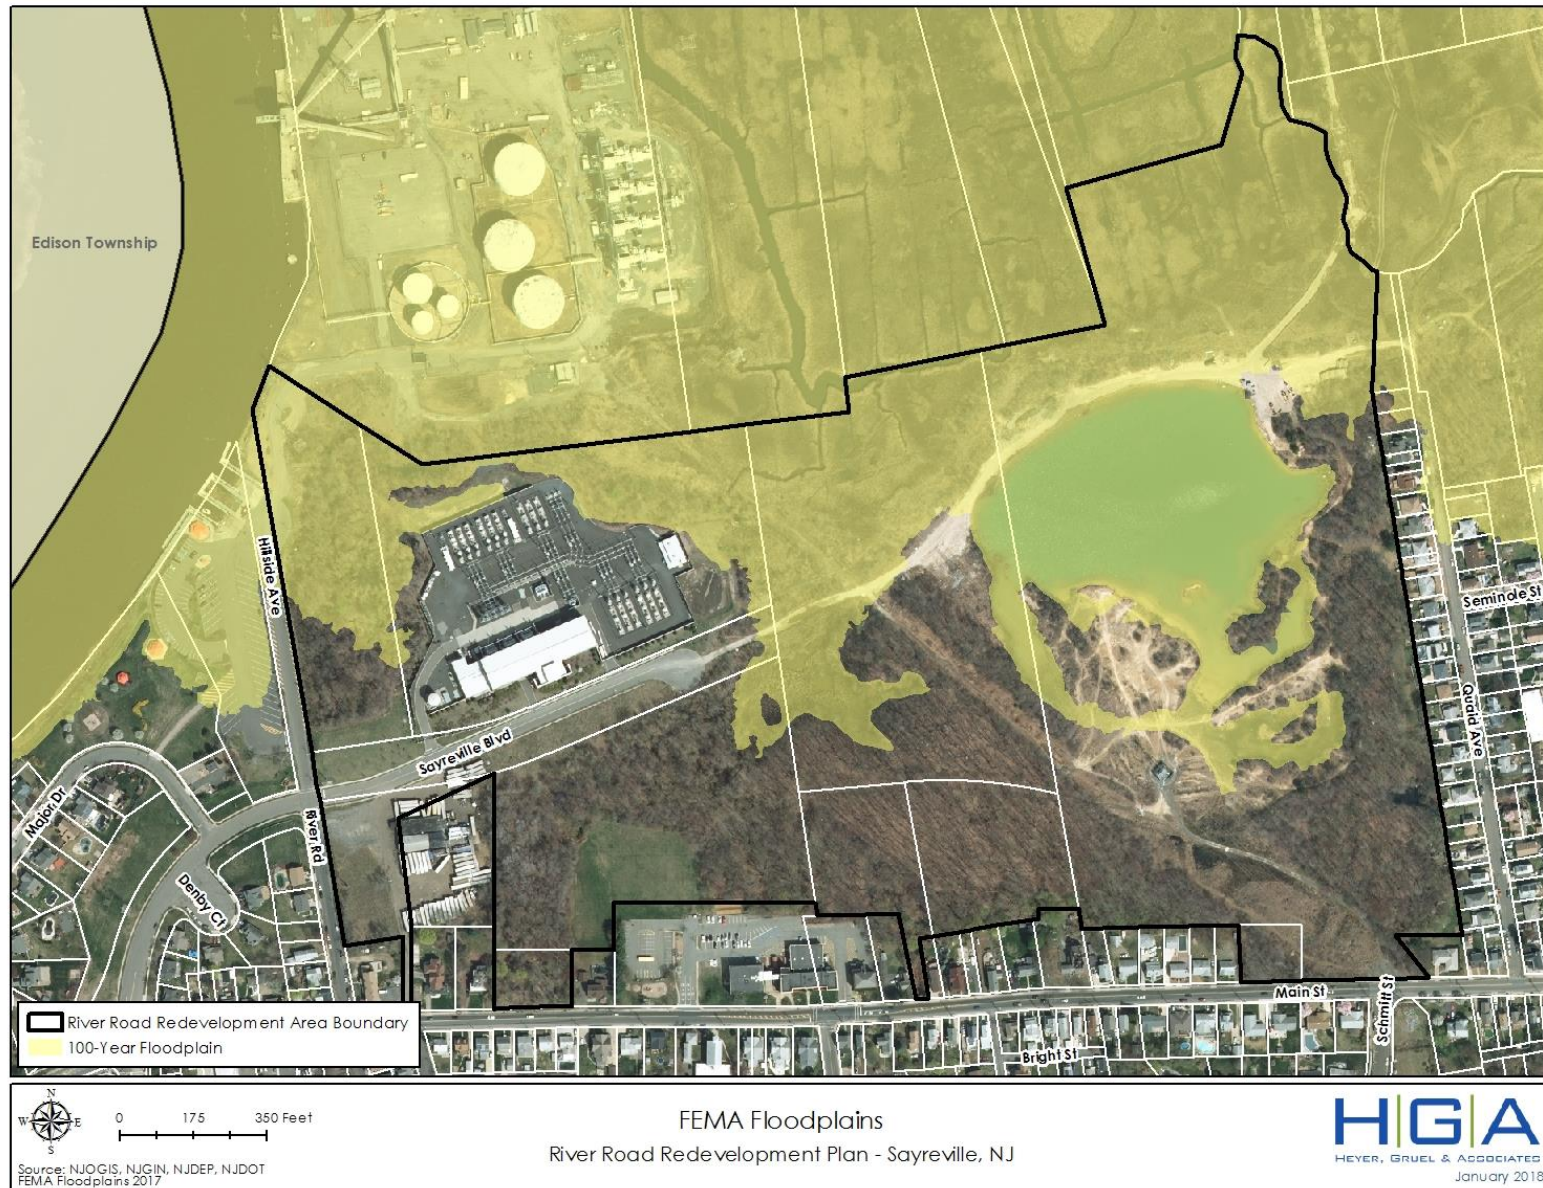 Edison Township
Hillside Ave
Seminole St
Quaid Ave
Sayreville Blvd
Major Dr
River Rd
Denby Ct
Main St
Schmitt St
Bright St
River Road Redevelopment Area Boundary
100-Year Floodplain
N
W E
S
0 175 350 Feet
Source: NJOGIS, NJGIN, NJDEP, NJDOT
FEMA Floodplains 2017
FEMA Floodplains
River Road Redevelopment Plan - Sayreville, NJ
H|G|A
HEYER, GRUEL & ASSOCIATES
January 2018